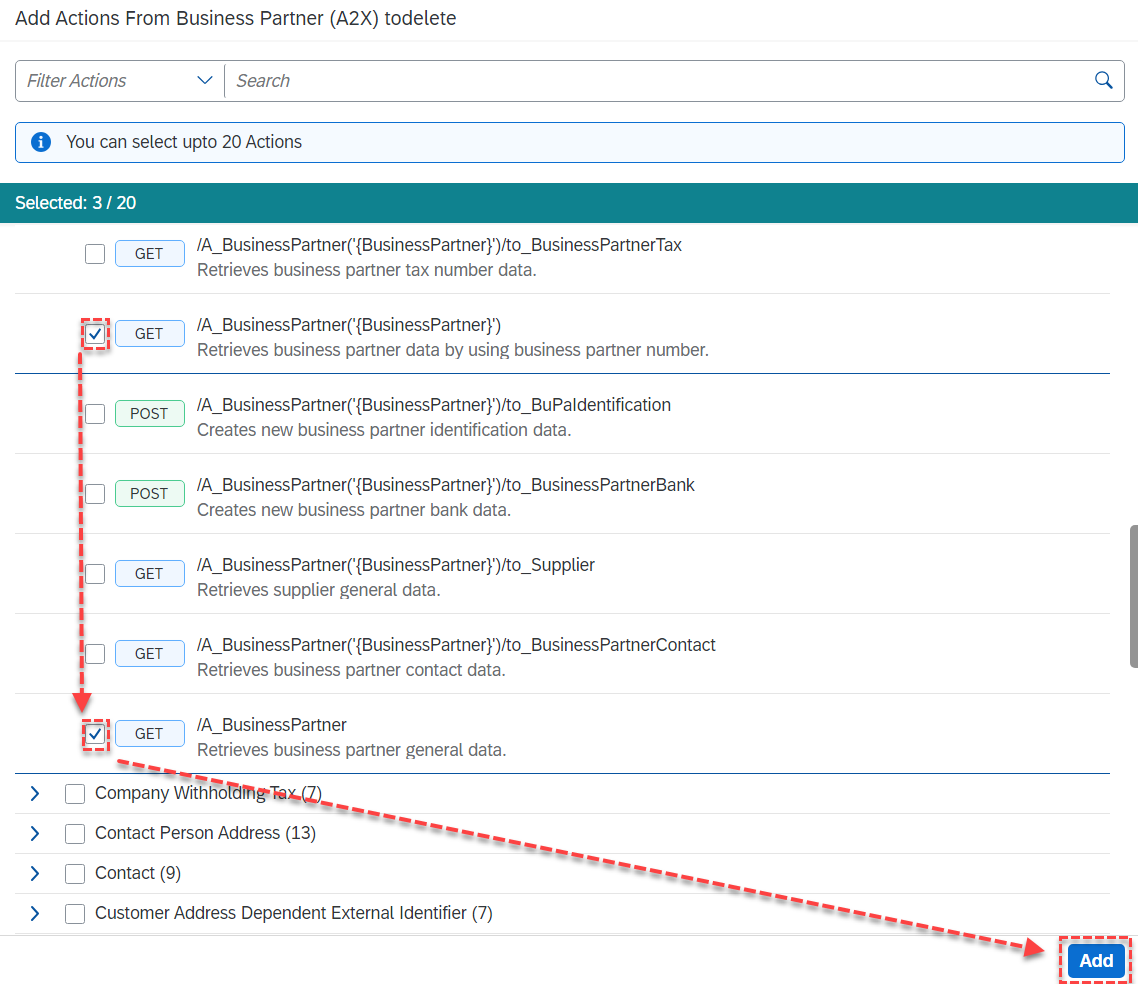 Add Actions From Business Partner (A2X) todelete
Filter Actions Search
You can select upto 20 Actions
Selected: 3 / 20
GET /A_BusinessPartner('{BusinessPartner}')/to_BusinessPartnerTax
Retrieves business partner tax number data.
GET /A_BusinessPartner('{BusinessPartner}')
Retrieves business partner data by using business partner number.
POST /A_BusinessPartner('{BusinessPartner}')/to_BuPaIdentification
Creates new business partner identification data.
POST /A_BusinessPartner('{BusinessPartner}')/to_BusinessPartnerBank
Creates new business partner bank data.
GET /A_BusinessPartner('{BusinessPartner}')/to_Supplier
Retrieves supplier general data.
GET /A_BusinessPartner('{BusinessPartner}')/to_BusinessPartnerContact
Retrieves business partner contact data.
GET /A_BusinessPartner
Retrieves business partner general data.
Company Withholding Tax (7)
Contact Person Address (13)
Contact (9)
Customer Address Dependent External Identifier (7)
Add